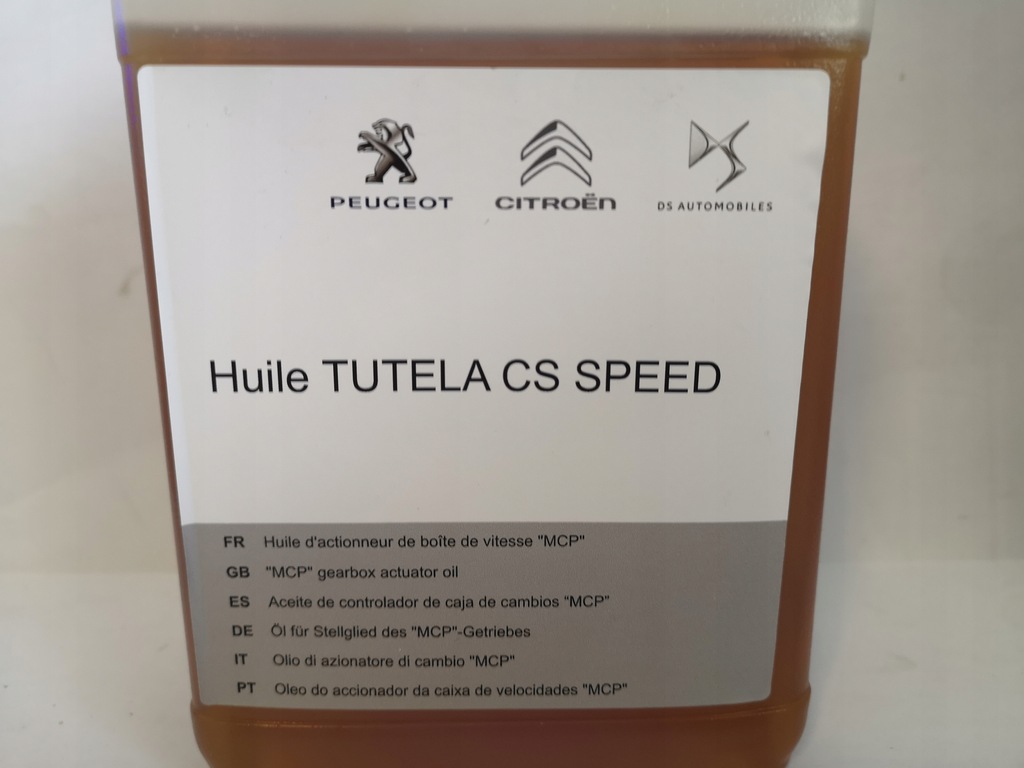 PEUGEOT CITROËN DS AUTOMOBILES
Huile TUTELA CS SPEED
FR Huile d'actionneur de boîte de vitesse "MCP"
GB "MCP" gearbox actuator oil
ES Aceite de controlador de caja de cambios "MCP"
DE Öl für Stellglied des "MCP"-Getriebes
IT Olio di azionatore di cambio "MCP"
PT Oleo do accionador da caixa de velocidades "MCP"